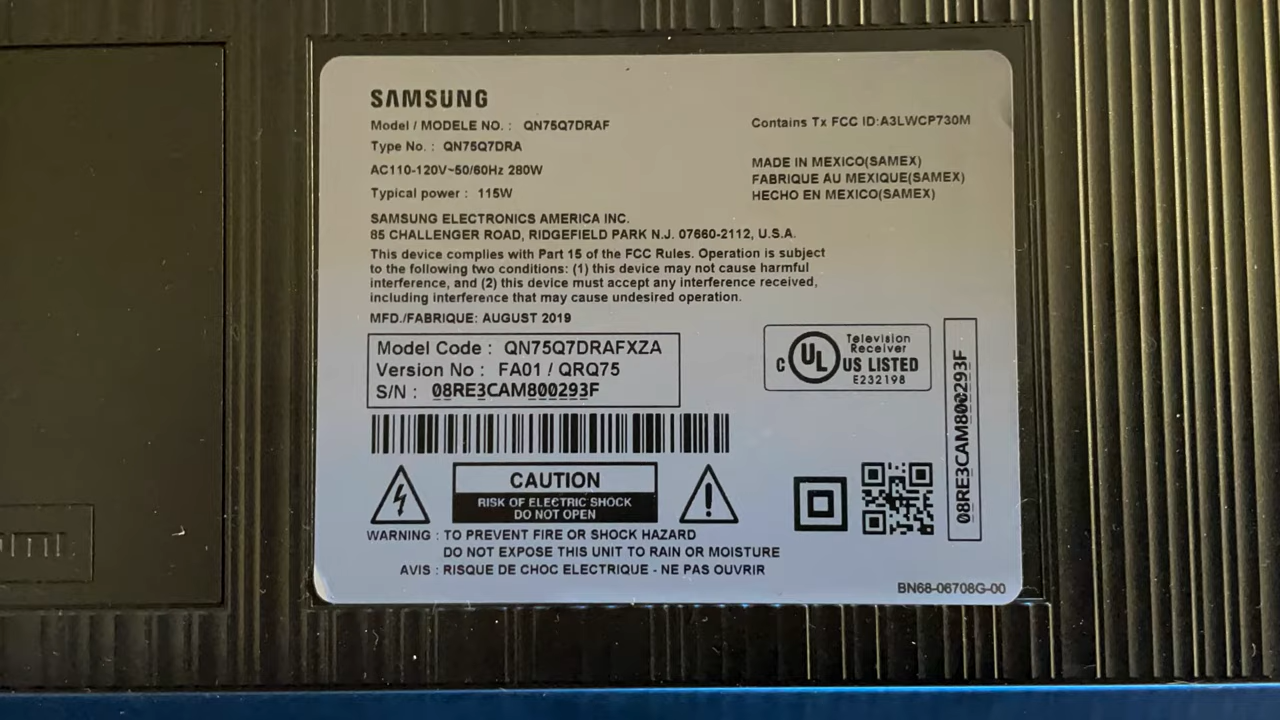 SAMSUNG
Model / MODELE NO. : QN75Q7DRAF
Type No. : QN75Q7DRA
AC110-120V~50/60Hz 280W
Typical power : 115W
Contains Tx FCC ID:A3LWCP730M
MADE IN MEXICO(SAMEX)
FABRIQUE AU MEXIQUE(SAMEX)
HECHO EN MEXICO(SAMEX)
SAMSUNG ELECTRONICS AMERICA INC.
85 CHALLENGER ROAD, RIDGEFIELD PARK N.J. 07660-2112, U.S.A.
This device complies with Part 15 of the FCC Rules. Operation is subject
to the following two conditions: (1) this device may not cause harmful
interference, and (2) this device must accept any interference received,
including interference that may cause undesired operation.
MFD./FABRIQUE: AUGUST 2019
Model Code : QN75Q7DRAFXZA
Version No : FA01 / QRQ75
S/N : 08RE3CAM800293F
C UL US LISTED
Television
Receiver
E232198
08RE3CAM800293F
CAUTION
RISK OF ELECTRIC SHOCK
DO NOT OPEN
WARNING : TO PREVENT FIRE OR SHOCK HAZARD
DO NOT EXPOSE THIS UNIT TO RAIN OR MOISTURE
AVIS : RISQUE DE CHOC ELECTRIQUE - NE PAS OUVRIR
BN68-06708G-00